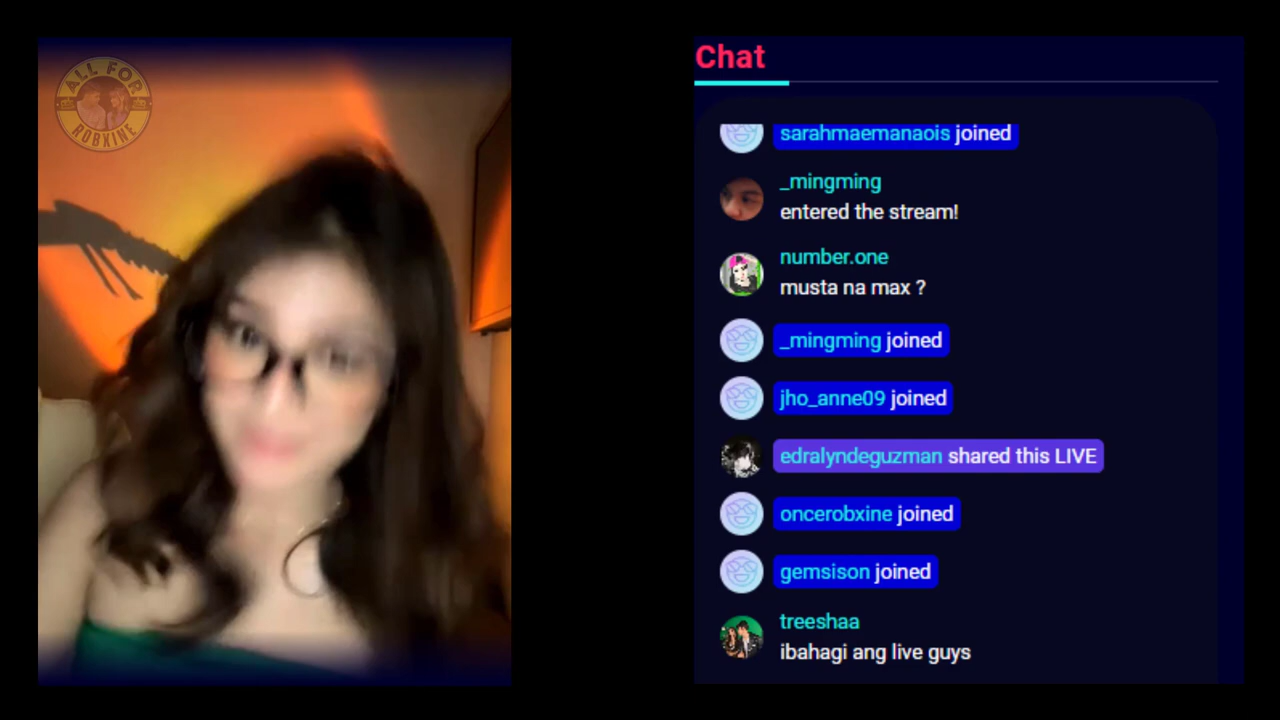 ALL FOR
ROBXINE
Chat
sarahmaemanaois joined
_mingming
entered the stream!
number.one
musta na max ?
_mingming joined
jho_anne09 joined
edralyndeguzman shared this LIVE
oncerobxine joined
gemsison joined
treeshaa
ibahagi ang live guys